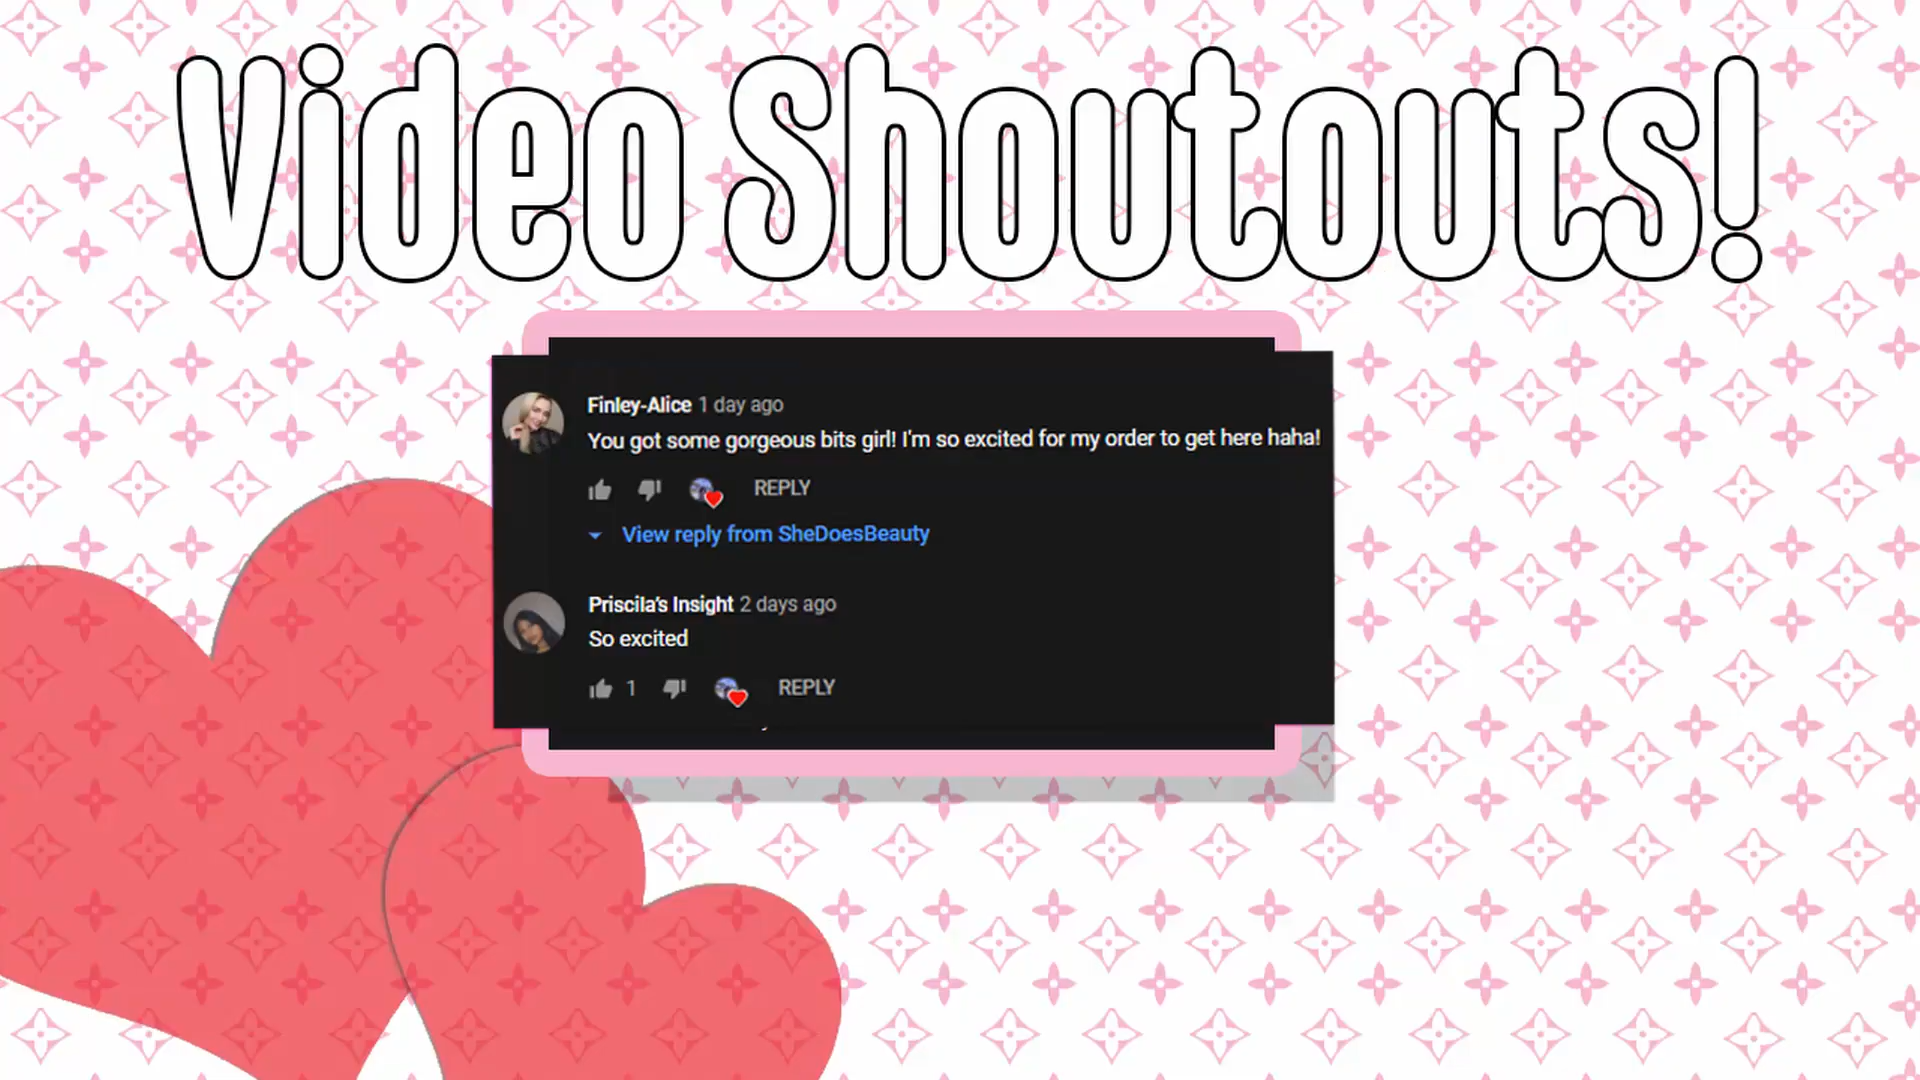 Video Shoutouts!
Finley-Alice 1 day ago
You got some gorgeous bits girl! I'm so excited for my order to get here haha!
REPLY
View reply from SheDoesBeauty
Priscila's Insight 2 days ago
So excited
1 REPLY